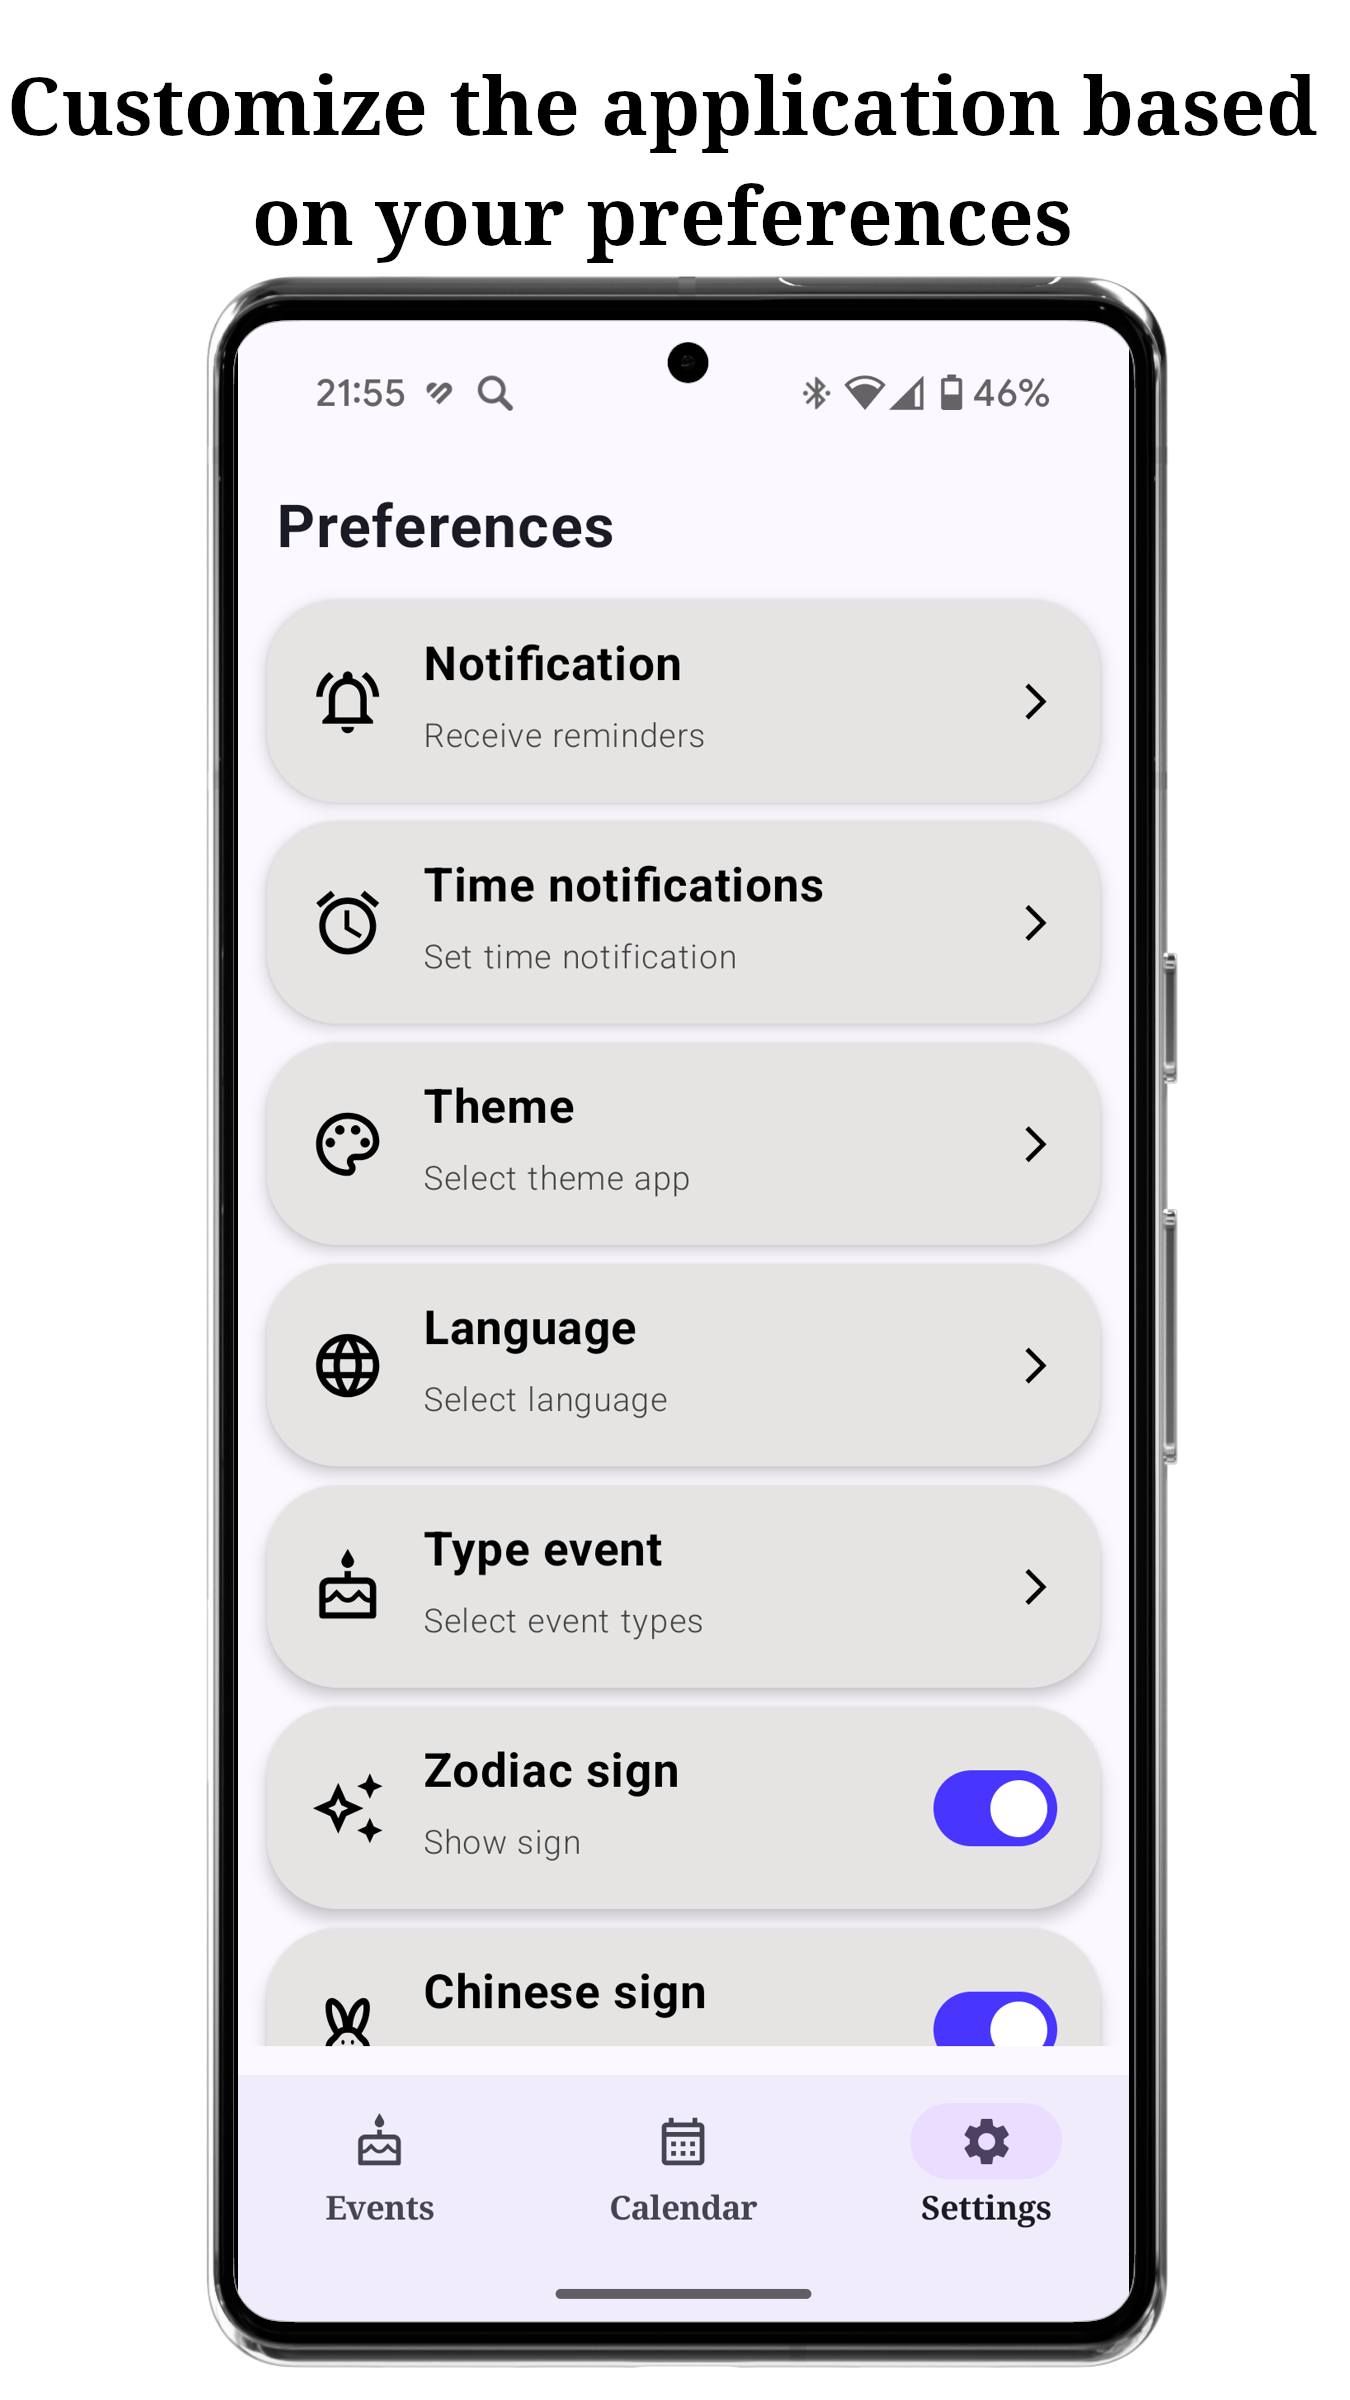 Customize the application based
on your preferences
21:55
46%
Preferences
Notification
Receive reminders
Time notifications
Set time notification
Theme
Select theme app
Language
Select language
Type event
Select event types
Zodiac sign
Show sign
Chinese sign
Events
Calendar
Settings